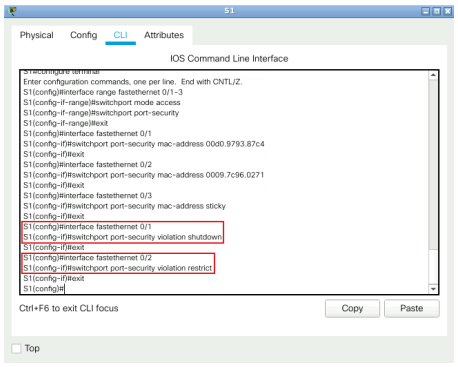 S1
Physical Config CLI Attributes
IOS Command Line Interface
S1#configure terminal
Enter configuration commands, one per line. End with CNTL/Z.
S1(config)#interface range fastethernet 0/1-3
S1(config-if-range)#switchport mode access
S1(config-if-range)#switchport port-security
S1(config-if-range)#exit
S1(config)#interface fastethernet 0/1
S1(config-if)#switchport port-security mac-address 00d0.9793.87c4
S1(config-if)#exit
S1(config)#interface fastethernet 0/2
S1(config-if)#switchport port-security mac-address 0009.7c96.0271
S1(config-if)#exit
S1(config)#interface fastethernet 0/3
S1(config-if)#switchport port-security mac-address sticky
S1(config-if)#exit
S1(config)#interface fastethernet 0/1
S1(config-if)#switchport port-security violation shutdown
S1(config-if)#exit
S1(config)#interface fastethernet 0/2
S1(config-if)#switchport port-security violation restrict
S1(config-if)#exit
S1(config)#
Ctrl+F6 to exit CLI focus
Copy Paste
Top